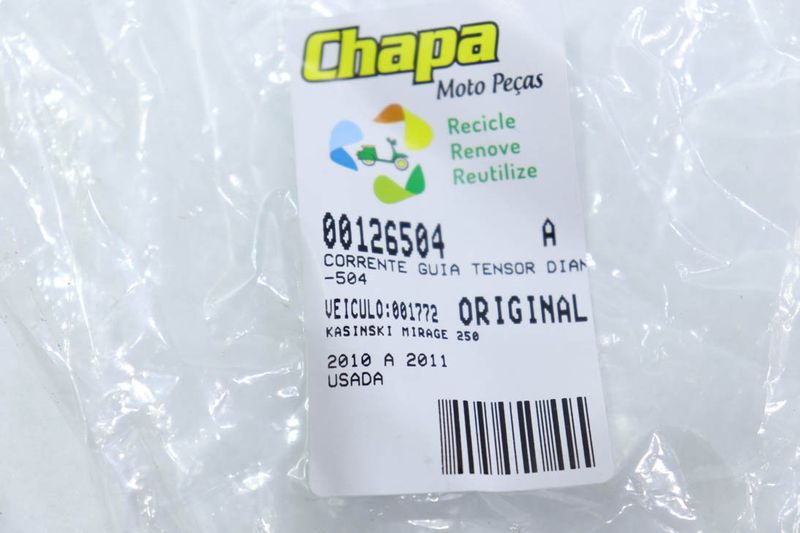 Chapa
Moto Peças
Recicle
Renove
Reutilize
00126504 A
CORRENTE GUIA TENSOR DIAN
-504
VEICULO:001772 ORIGINAL
KASINSKI MIRAGE 250
2010 A 2011
USADA